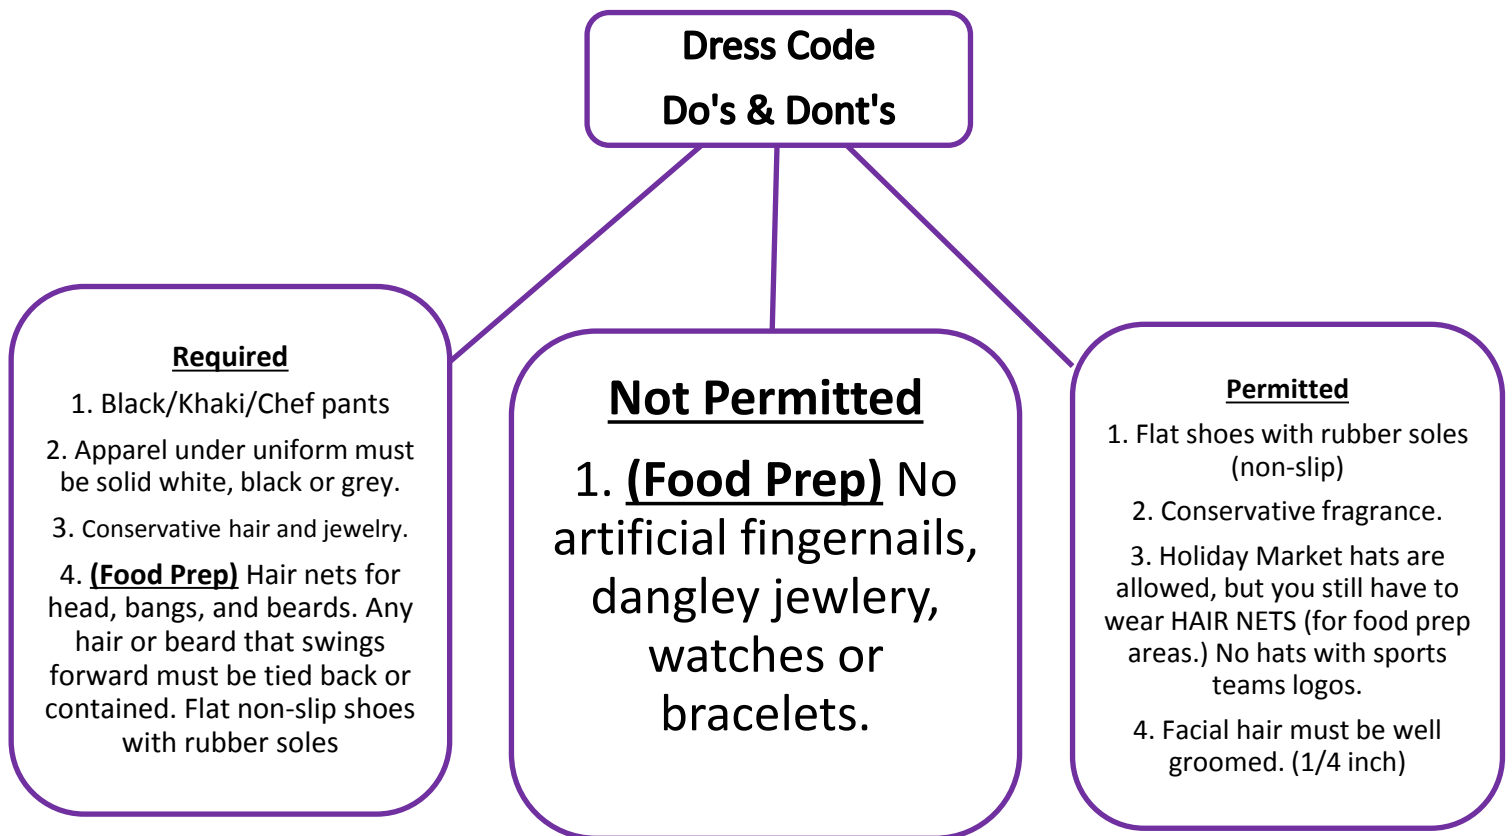 Dress Code
Do's & Dont's
Required
1. Black/Khaki/Chef pants
2. Apparel under uniform must
be solid white, black or grey.
3. Conservative hair and jewelry.
4. (Food Prep) Hair nets for
head, bangs, and beards. Any
hair or beard that swings
forward must be tied back or
contained. Flat non-slip shoes
with rubber soles
Not Permitted
1. (Food Prep) No
artificial fingernails,
dangley jewlery,
watches or
bracelets.
Permitted
1. Flat shoes with rubber soles
(non-slip)
2. Conservative fragrance.
3. Holiday Market hats are
allowed, but you still have to
wear HAIR NETS (for food prep
areas.) No hats with sports
teams logos.
4. Facial hair must be well
groomed. (1/4 inch)